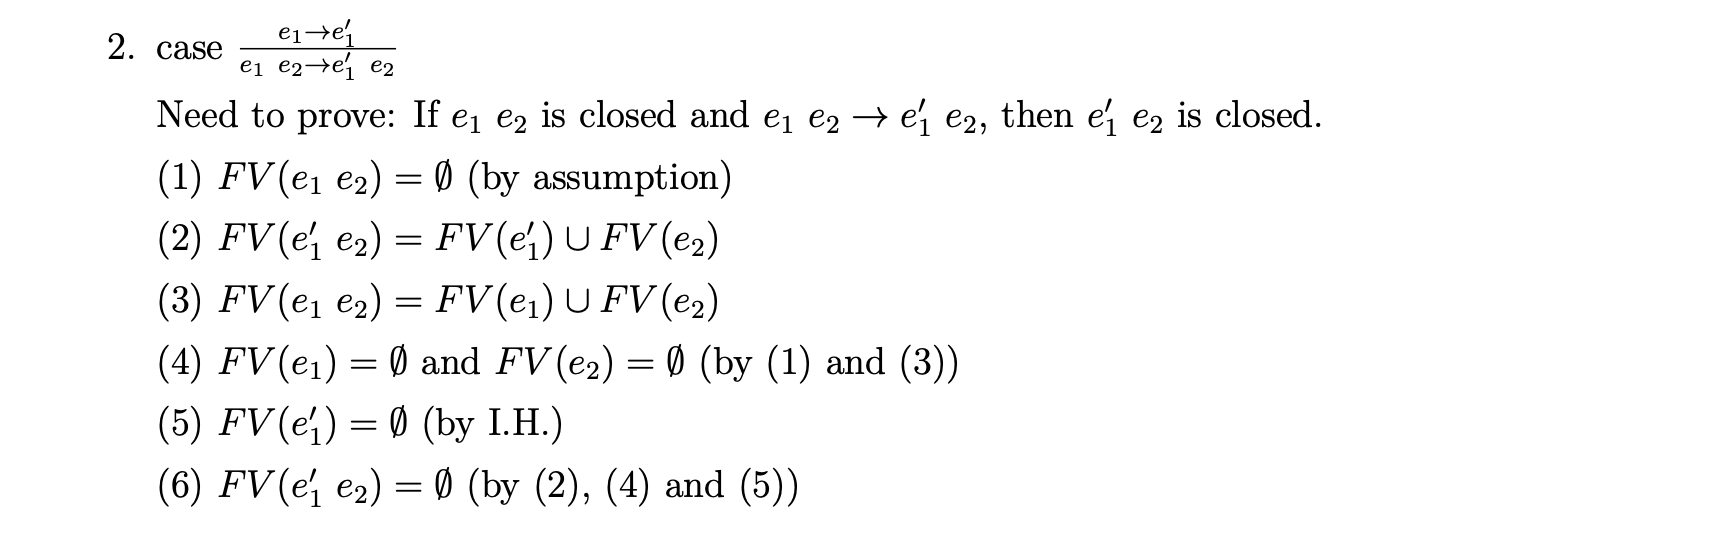 2. case e₁→e′₁ / e₁ e₂→e′₁ e₂
Need to prove: If e₁ e₂ is closed and e₁ e₂ → e′₁ e₂, then e′₁ e₂ is closed.
(1) FV(e₁ e₂) = ∅ (by assumption)
(2) FV(e′₁ e₂) = FV(e′₁) ∪ FV(e₂)
(3) FV(e₁ e₂) = FV(e₁) ∪ FV(e₂)
(4) FV(e₁) = ∅ and FV(e₂) = ∅ (by (1) and (3))
(5) FV(e′₁) = ∅ (by I.H.)
(6) FV(e′₁ e₂) = ∅ (by (2), (4) and (5))